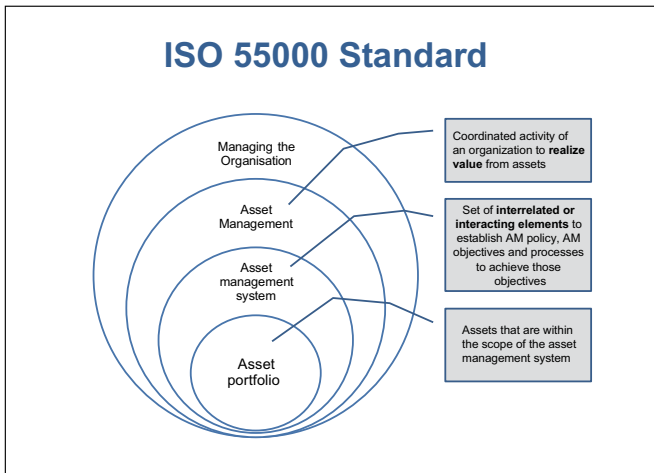 ISO 55000 Standard
Managing the
Organisation
Asset
Management
Asset
management
system
Asset
portfolio
Coordinated activity of
an organization to realize
value from assets
Set of interrelated or
interacting elements to
establish AM policy, AM
objectives and processes
to achieve those
objectives
Assets that are within
the scope of the asset
management system